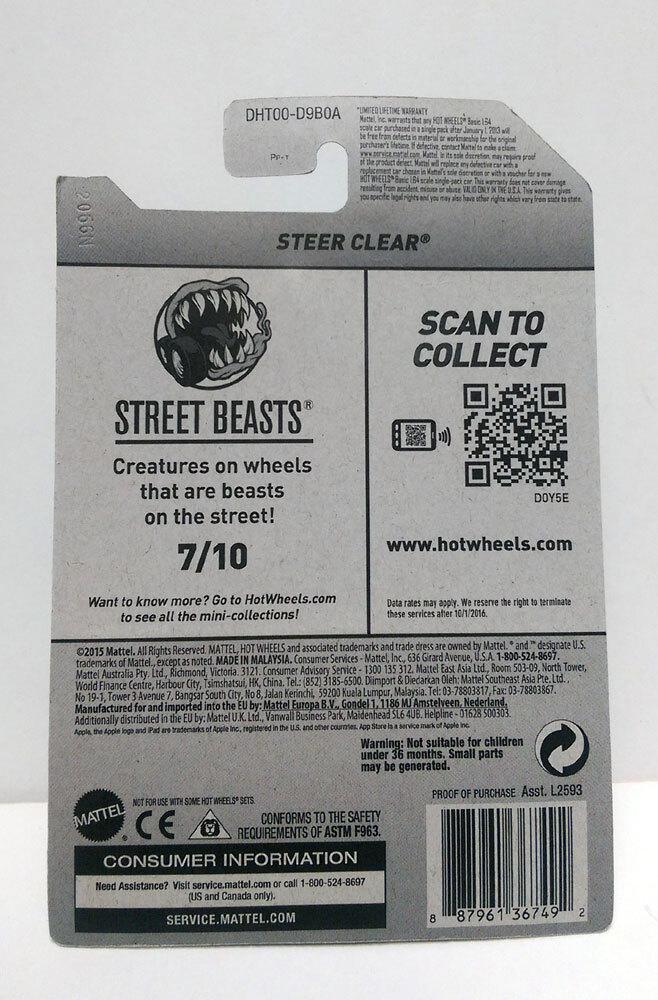 DHT00-D9B0A
Pp-1
*LIMITED LIFETIME WARRANTY
Mattel, Inc. warrants that any HOT WHEELS® Basic 1:64
scale car purchased in a single pack after January 1, 2013 will
be free from defects in material or workmanship for the original
purchaser's lifetime. If defective, contact Mattel to make a claim:
www.service.mattel.com. Mattel, in its sole discretion, may require proof
of the product defect. Mattel will replace any defective car with a
replacement car chosen in Mattel's sole discretion or with a voucher for a new
HOT WHEELS® Basic 1:64 scale single-pack car. This warranty does not cover damage
resulting from accident, misuse or abuse. VALID ONLY IN THE U.S.A. This warranty gives
you specific legal rights and you may also have other rights which vary from state to state.
2066N
STEER CLEAR®
STREET BEASTS®
Creatures on wheels
that are beasts
on the street!
7/10
Want to know more? Go to HotWheels.com
to see all the mini-collections!
SCAN TO
COLLECT
D0Y5E
www.hotwheels.com
Data rates may apply. We reserve the right to terminate
these services after 10/1/2016.
©2015 Mattel. All Rights Reserved. MATTEL, HOT WHEELS and associated trademarks and trade dress are owned by Mattel. ® and ™ designate U.S.
trademarks of Mattel, except as noted. MADE IN MALAYSIA. Consumer Services - Mattel, Inc., 636 Girard Avenue, U.S.A. 1-800-524-8697.
Mattel Australia Pty. Ltd., Richmond, Victoria. 3121. Consumer Advisory Service - 1300 135 312. Mattel East Asia Ltd., Room 503-09, North Tower,
World Finance Centre, Harbour City, Tsimshatsui, HK, China. Tel.: (852) 3185-6500. Diimport & Diedarkan Oleh: Mattel Southeast Asia Pte. Ltd.,
No 19-1, Tower 3 Avenue 7, Bangsar South City, No 8, Jalan Kerinchi, 59200 Kuala Lumpur, Malaysia. Tel: 03-78803817, Fax: 03-78803867.
Manufactured for and imported into the EU by: Mattel Europa B.V., Gondel 1, 1186 MJ Amstelveen, Nederland.
Additionally distributed in the EU by: Mattel U.K. Ltd., Vanwall Business Park, Maidenhead SL6 4UB. Helpline - 01628 500303.
Apple, the Apple logo and iPad are trademarks of Apple Inc., registered in the U.S. and other countries. App Store is a service mark of Apple Inc.
Warning: Not suitable for children
under 36 months. Small parts
may be generated.
PROOF OF PURCHASE Asst. L2593
MATTEL®
NOT FOR USE WITH SOME HOT WHEELS® SETS.
CE
CONFORMS TO THE SAFETY
REQUIREMENTS OF ASTM F963.
CONSUMER INFORMATION
Need Assistance? Visit service.mattel.com or call 1-800-524-8697
(US and Canada only).
SERVICE.MATTEL.COM
8 87961 36749 2